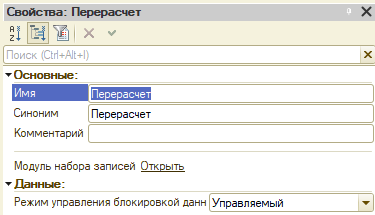 Свойства: Перерасчет
Поиск (Ctrl+Alt+I)
Основные:
Имя Перерасчет
Синоним Перерасчет
Комментарий
Модуль набора записей Открыть
Данные:
Режим управления блокировкой данн Управляемый